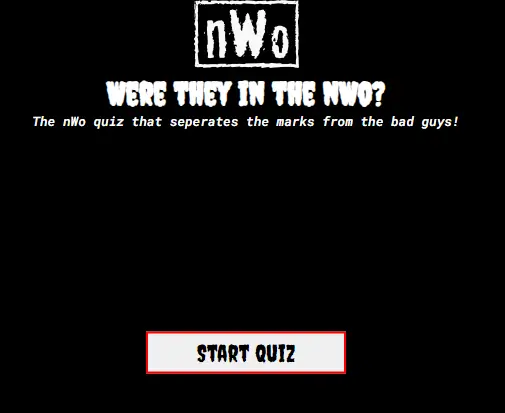 nWo
WERE THEY IN THE NWO?
The nWo quiz that seperates the marks from the bad guys!
START QUIZ